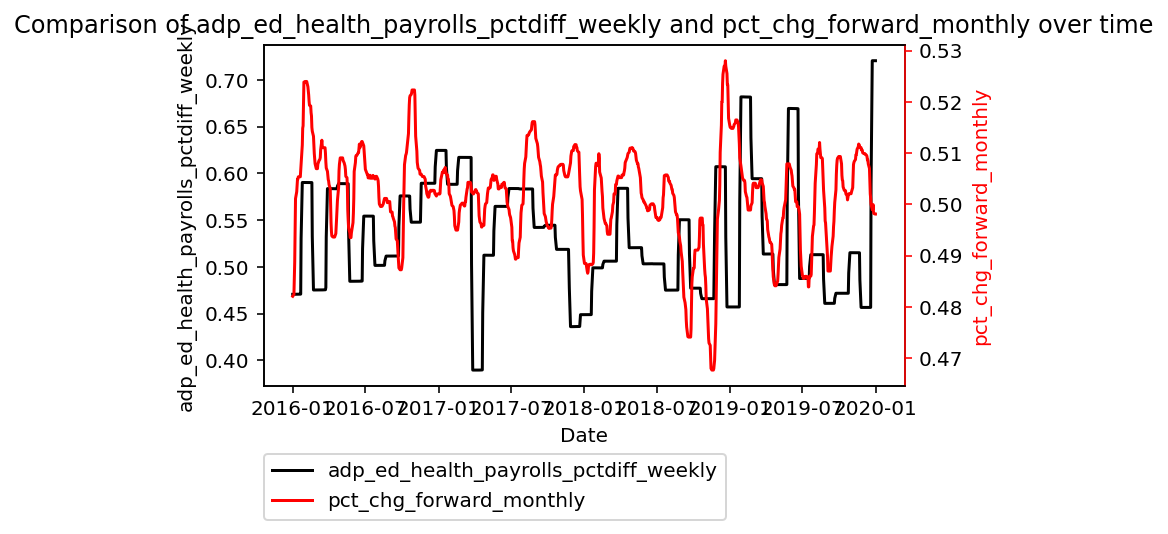 Comparison of adp_ed_health_payrolls_pctdiff_weekly and pct_chg_forward_monthly over time
adp_ed_health_payrolls_pctdiff_weekly
0.70
0.65
0.60
0.55
0.50
0.45
0.40
0.53
0.52
0.51
0.50
0.49
0.48
0.47
pct_chg_forward_monthly
2016-01 2016-07 2017-01 2017-07 2018-01 2018-07 2019-01 2019-07 2020-01
Date
adp_ed_health_payrolls_pctdiff_weekly
pct_chg_forward_monthly